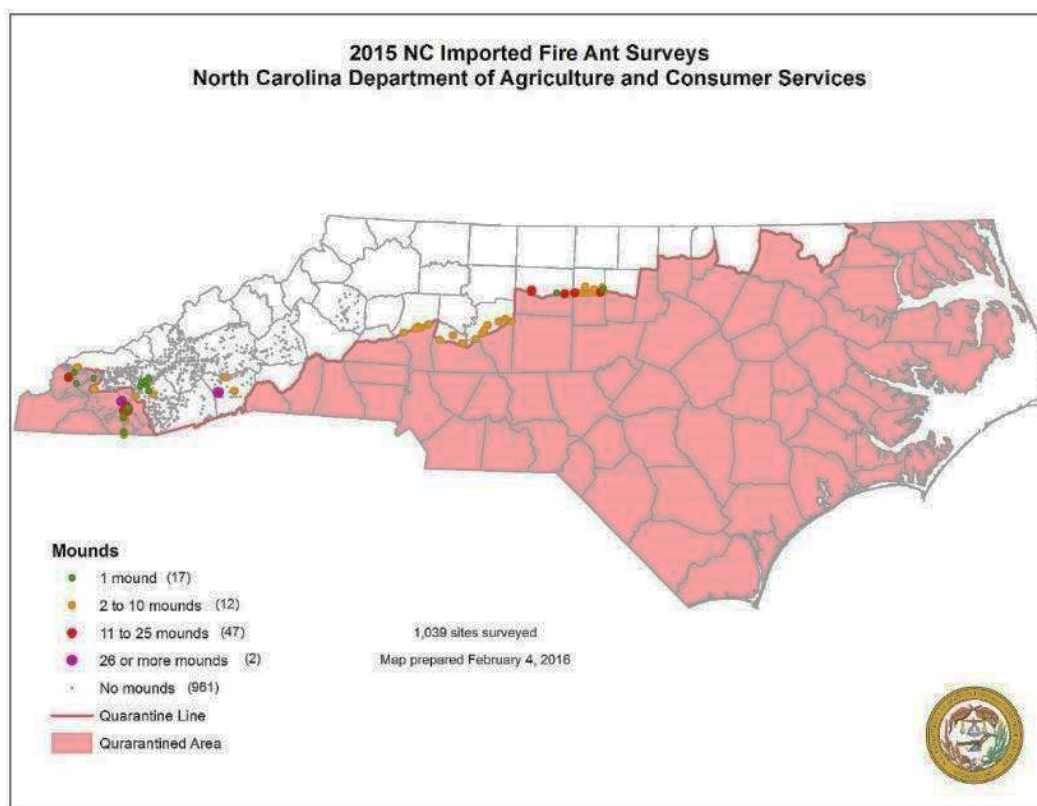 2015 NC Imported Fire Ant Surveys
North Carolina Department of Agriculture and Consumer Services
Mounds
1 mound (17)
2 to 10 mounds (12)
11 to 25 mounds (47)
26 or more mounds (2)
No mounds (961)
Quarantine Line
Qurarantined Area
1,039 sites surveyed
Map prepared February 4, 2016